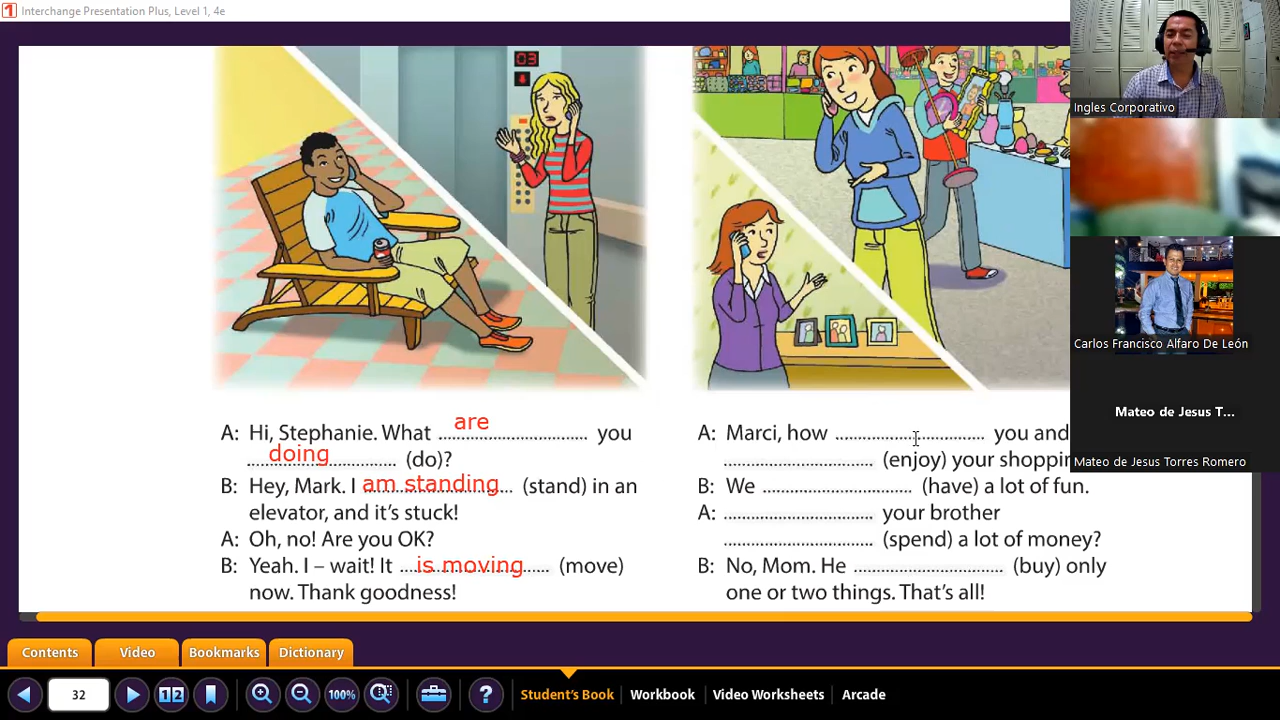 Interchange Presentation Plus, Level 1, 4e
03
Ingles Corporativo
Carlos Francisco Alfaro De León
Mateo de Jesus T...
Mateo de Jesus Torres Romero
A: Hi, Stephanie. What are you
doing (do)?
B: Hey, Mark. I am standing (stand) in an
elevator, and it's stuck!
A: Oh, no! Are you OK?
B: Yeah. I – wait! It is moving (move)
now. Thank goodness!
A: Marci, how .............................. you and
.............................. (enjoy) your shoppin
B: We .............................. (have) a lot of fun.
A: .............................. your brother
.............................. (spend) a lot of money?
B: No, Mom. He .............................. (buy) only
one or two things. That's all!
Contents Video Bookmarks Dictionary
32 1 2 100% ? Student's Book Workbook Video Worksheets Arcade